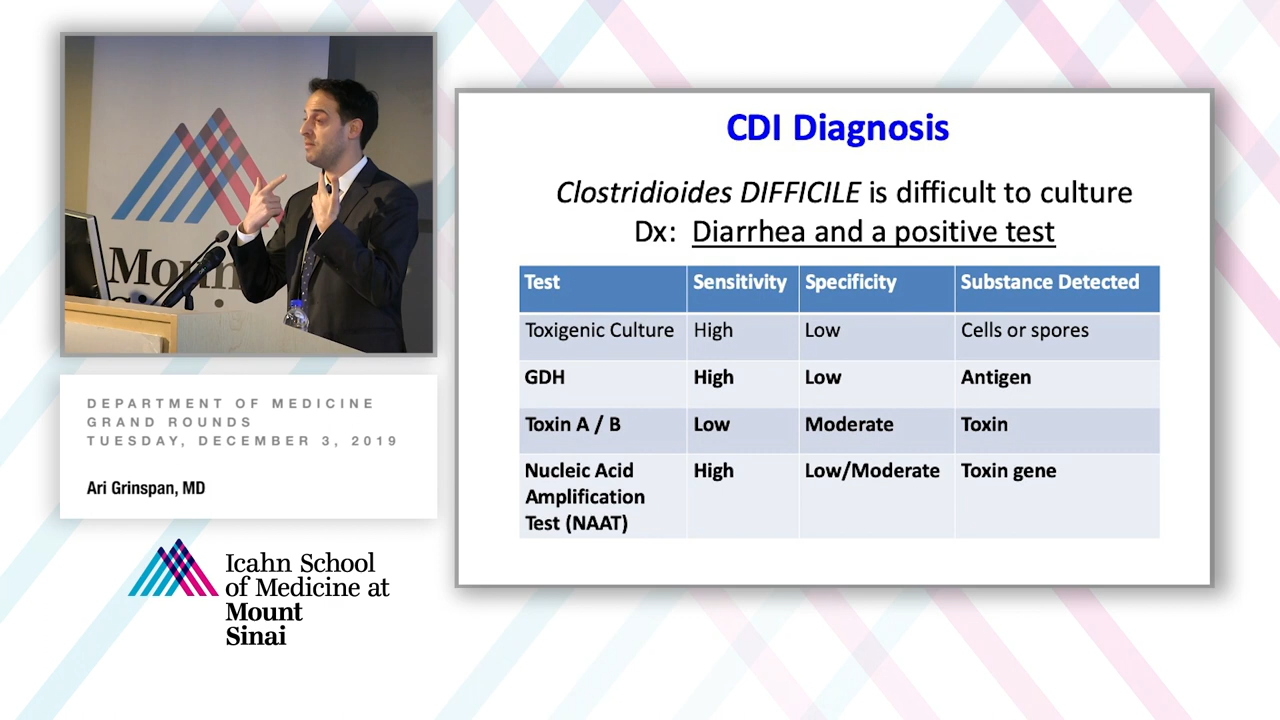 Mount
Sinai
DEPARTMENT OF MEDICINE
GRAND ROUNDS
TUESDAY, DECEMBER 3, 2019
Ari Grinspan, MD
Icahn School
of Medicine at
Mount
Sinai
CDI Diagnosis
Clostridioides DIFFICILE is difficult to culture
Dx: Diarrhea and a positive test
Test Sensitivity Specificity Substance Detected
Toxigenic Culture High Low Cells or spores
GDH High Low Antigen
Toxin A / B Low Moderate Toxin
Nucleic Acid High Low/Moderate Toxin gene
Amplification
Test (NAAT)